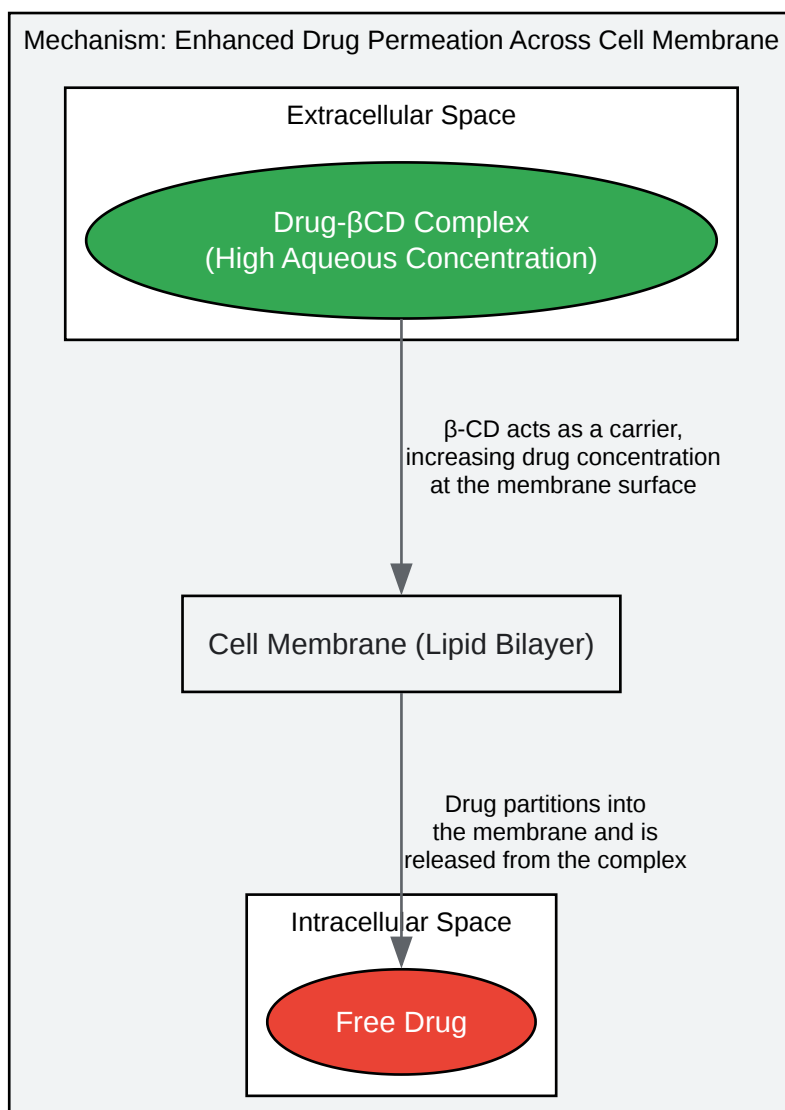 Mechanism: Enhanced Drug Permeation Across Cell Membrane
Extracellular Space
Drug-βCD Complex
(High Aqueous Concentration)
β-CD acts as a carrier,
increasing drug concentration
at the membrane surface
Cell Membrane (Lipid Bilayer)
Drug partitions into
the membrane and is
released from the complex
Intracellular Space
Free Drug